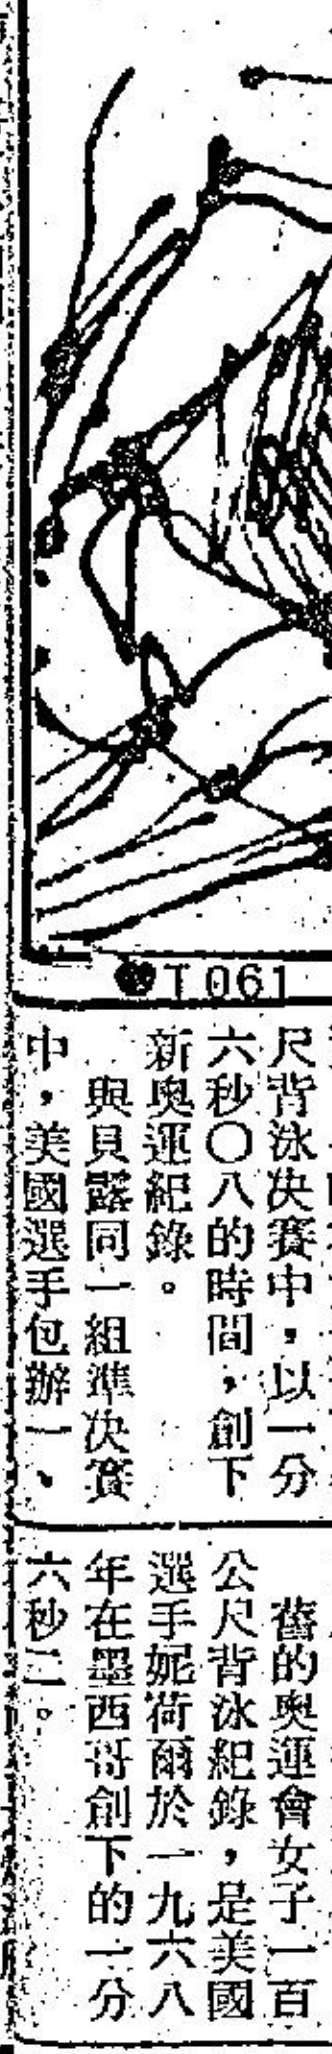 T061
尺背泳决賽中，以一分
六秒〇八的時間，創下
新奧運紀錄。
與貝露同一組準决賽
中，美國選手包辦一、
舊的奧運會女子一百
公尺背泳紀錄，是美國
選手妮荷爾於一九六八
年在墨西哥創下的一分
六秒二。